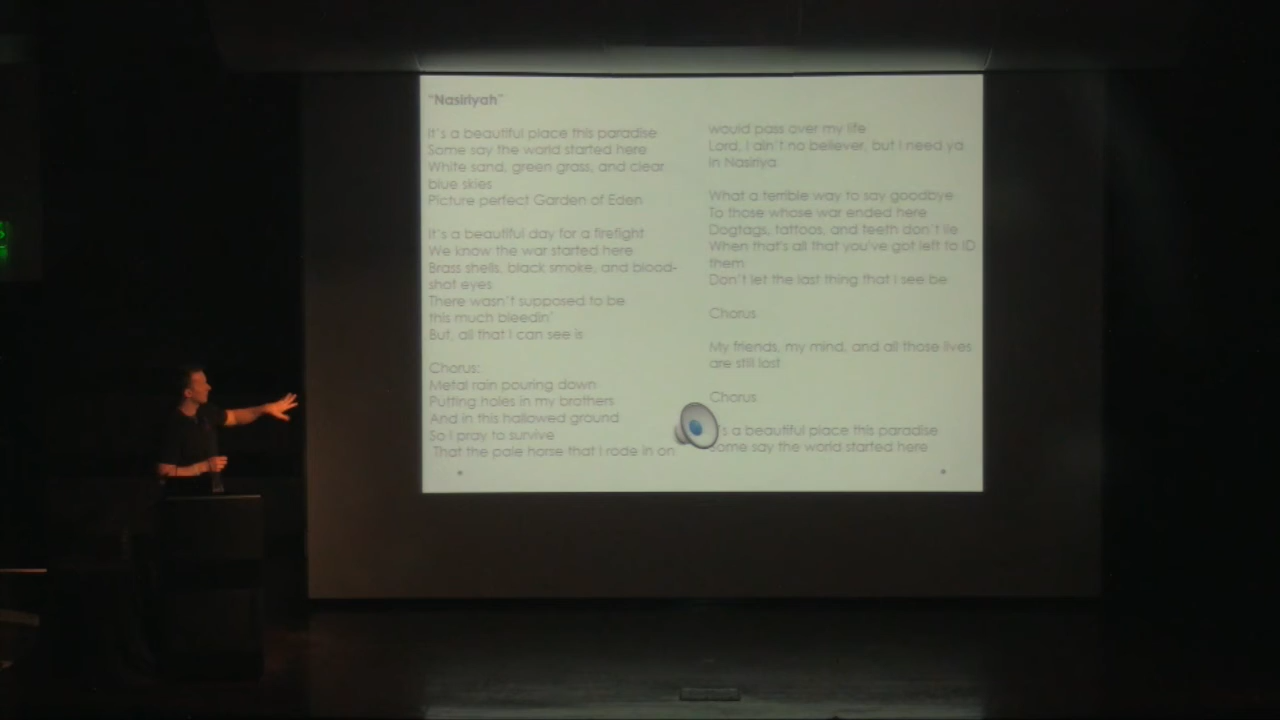 "Nasiriyah"
It's a beautiful place this paradise
Some say the world started here
White sand, green grass, and clear
blue skies
Picture perfect Garden of Eden
It's a beautiful day for a firefight
We know the war started here
Brass shells, black smoke, and blood-
shot eyes
There wasn't supposed to be
this much bleedin'
But, all that I can see is
Chorus:
Metal rain pouring down
Putting holes in my brothers
And in this hallowed ground
So I pray to survive
That the pale horse that I rode in on
would pass over my life
Lord, I ain't no believer, but I need ya
In Nasiriya
What a terrible way to say goodbye
To those whose war ended here
Dogtags, tattoos, and teeth don't lie
When that's all that you've got left to ID
them
Don't let the last thing that I see be
Chorus
My friends, my mind, and all those lives
are still lost
Chorus
's a beautiful place this paradise
Some say the world started here